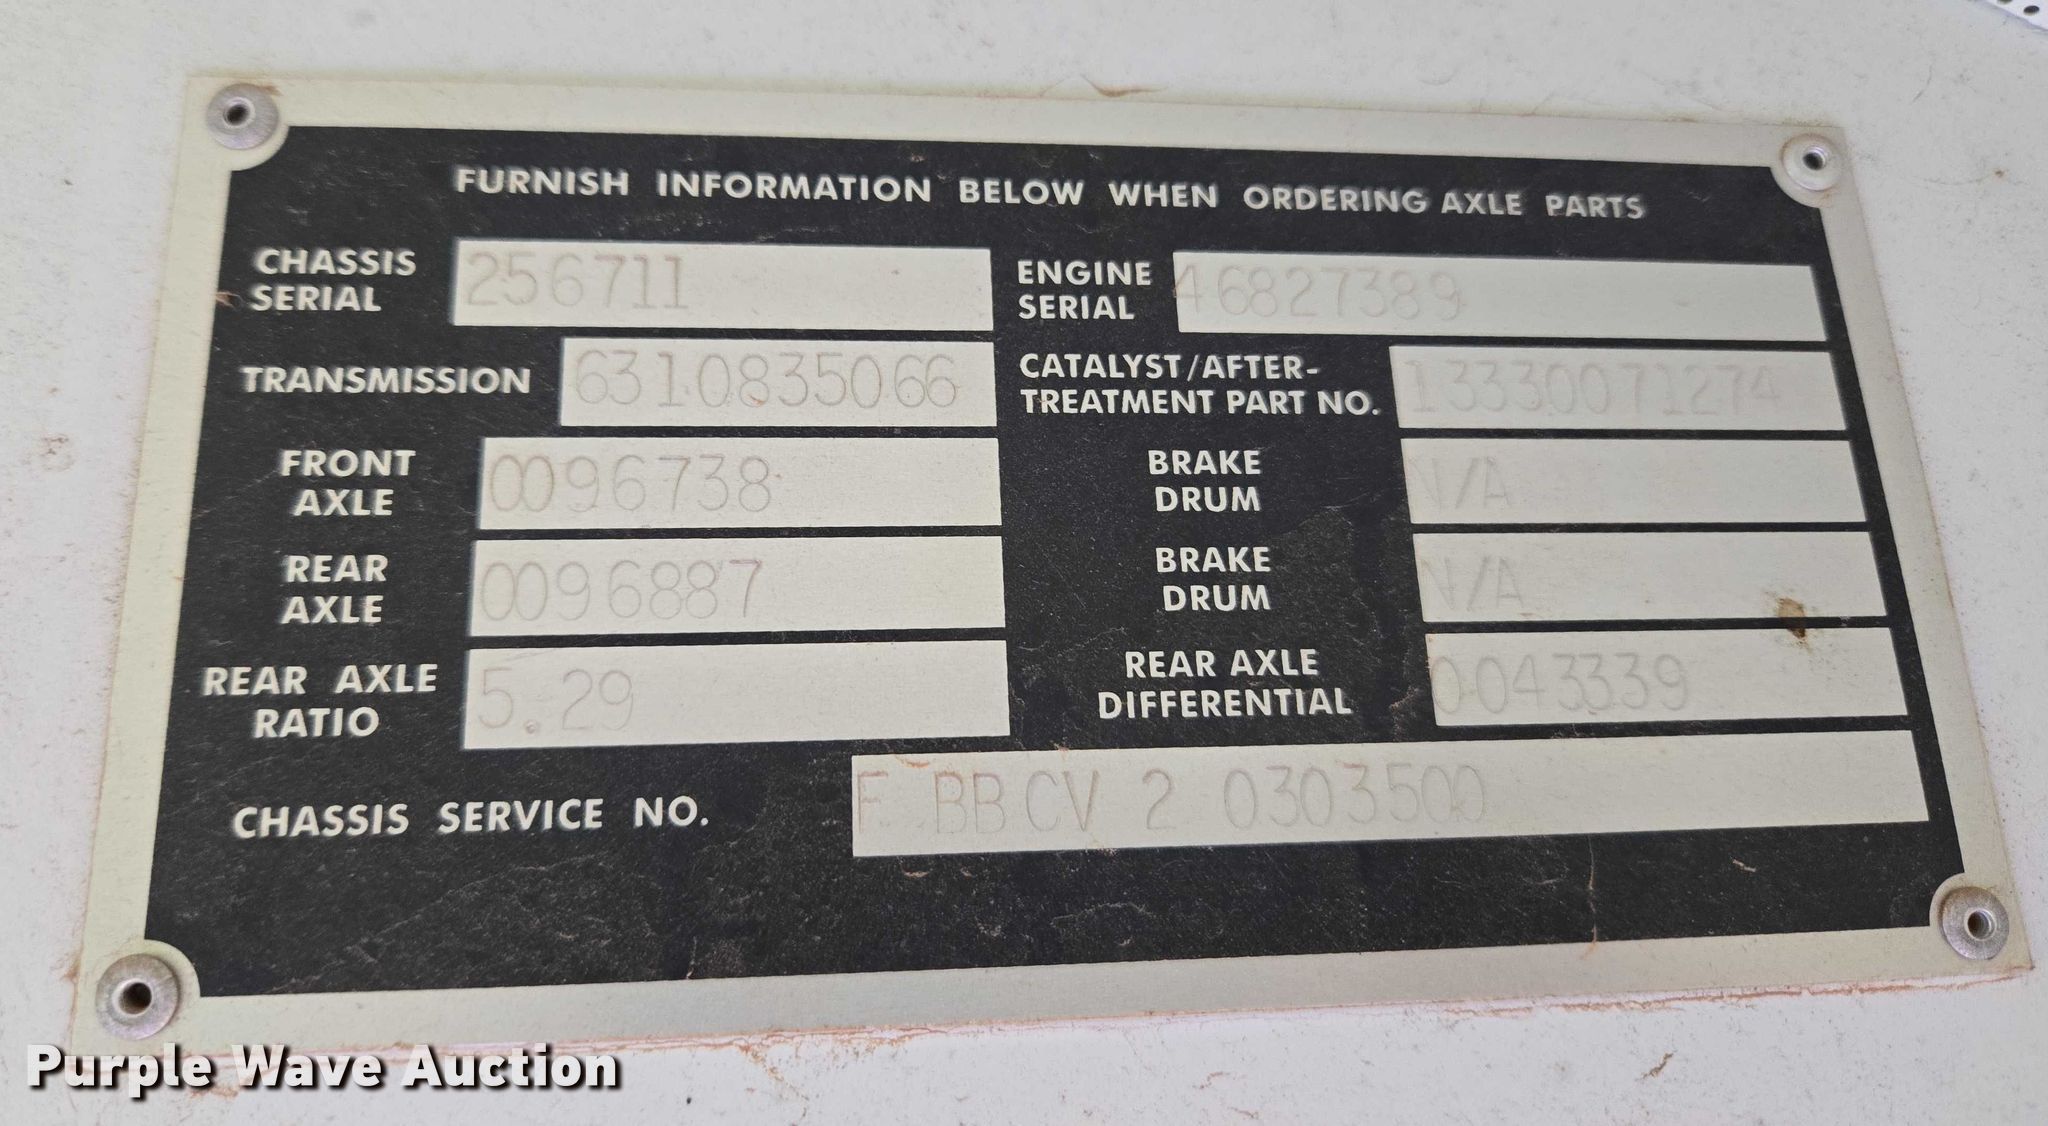 FURNISH INFORMATION BELOW WHEN ORDERING AXLE PARTS
CHASSIS SERIAL 256711
ENGINE SERIAL 46827389
TRANSMISSION 6310835066
CATALYST/AFTER-TREATMENT PART NO. 13330071274
FRONT AXLE 0096738
BRAKE DRUM N/A
REAR AXLE 0096887
BRAKE DRUM N/A
REAR AXLE RATIO 5.29
REAR AXLE DIFFERENTIAL 0043339
CHASSIS SERVICE NO. F BBCV 2 0303500
Purple Wave Auction